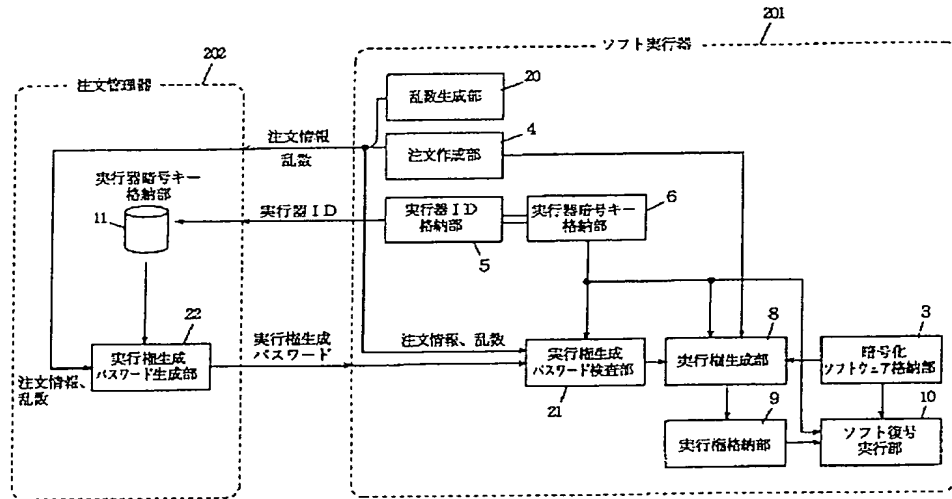 201
ソフト実行器
202
注文管理器
20
乱数生成部
4
注文情報
乱数
注文作成部
実行器暗号キー
格納部
11
実行器ID
実行器ID
格納部
5
実行器暗号キー
格納部
6
22
実行権生成
パスワード生成部
注文情報、
乱数
実行権生成
パスワード
注文情報、乱数
実行権生成
パスワード検査部
21
8
実行権生成部
3
暗号化
ソフトウェア格納部
9
実行権格納部
10
ソフト復号
実行部